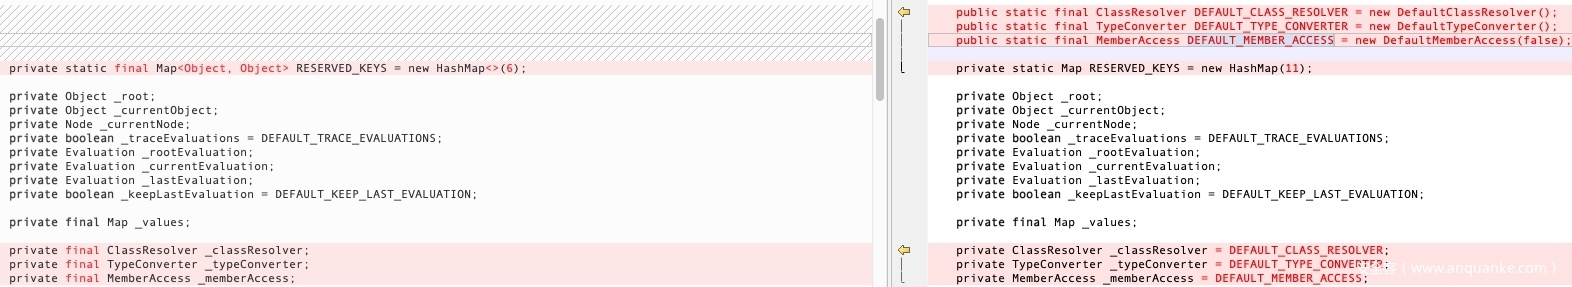 private static final Map<Object, Object> RESERVED_KEYS = new HashMap<>(6);
private Object _root;
private Object _currentObject;
private Node _currentNode;
private boolean _traceEvaluations = DEFAULT_TRACE_EVALUATIONS;
private Evaluation _rootEvaluation;
private Evaluation _currentEvaluation;
private Evaluation _lastEvaluation;
private boolean _keepLastEvaluation = DEFAULT_KEEP_LAST_EVALUATION;
private final Map _values;
private final ClassResolver _classResolver;
private final TypeConverter _typeConverter;
private final MemberAccess _memberAccess;
public static final ClassResolver DEFAULT_CLASS_RESOLVER = new DefaultClassResolver();
public static final TypeConverter DEFAULT_TYPE_CONVERTER = new DefaultTypeConverter();
public static final MemberAccess DEFAULT_MEMBER_ACCESS = new DefaultMemberAccess(false);
private static Map RESERVED_KEYS = new HashMap(11);
private Object _root;
private Object _currentObject;
private Node _currentNode;
private boolean _traceEvaluations = DEFAULT_TRACE_EVALUATIONS;
private Evaluation _rootEvaluation;
private Evaluation _currentEvaluation;
private Evaluation _lastEvaluation;
private boolean _keepLastEvaluation = DEFAULT_KEEP_LAST_EVALUATION;
private final Map _values;
private ClassResolver _classResolver = DEFAULT_CLASS_RESOLVER;
private TypeConverter _typeConverter = DEFAULT_TYPE_CONVERTER;
private MemberAccess _memberAccess = DEFAULT_MEMBER_ACCESS;
( www.anquanke.com )